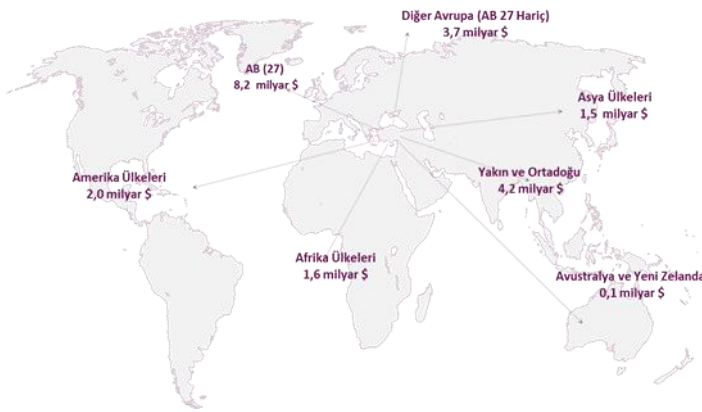 Diğer Avrupa (AB 27 Hariç)
3,7 milyar $
AB (27)
8,2 milyar $
Asya Ülkeleri
1,5 milyar $
Amerika Ülkeleri
2,0 milyar $
Yakın ve Ortadoğu
4,2 milyar $
Afrika Ülkeleri
1,6 milyar $
Avustralya ve Yeni Zelanda
0,1 milyar $